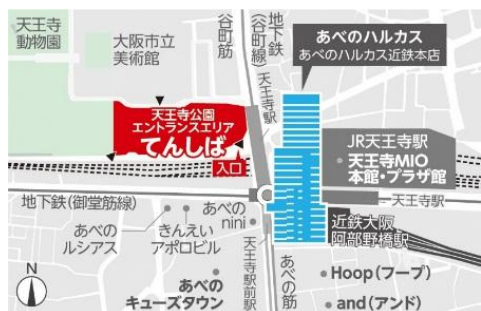 天王寺
動物園
大阪市立
美術館
谷町筋
地下鉄
(谷町線)
天王寺駅
あべのハルカス
あべのハルカス近鉄本店
天王寺公園
エントランスエリア
てんしば
入口
JR天王寺駅
天王寺MIO
本館・プラザ館
地下鉄(御堂筋線)
天王寺駅
あべの
ルシアス
きんえい
アポロビル
あべの
nini
近鉄大阪
阿部野橋駅
天王寺駅前駅
あべの筋
あべの
キューズタウン
Hoop(フープ)
and(アンド)
N